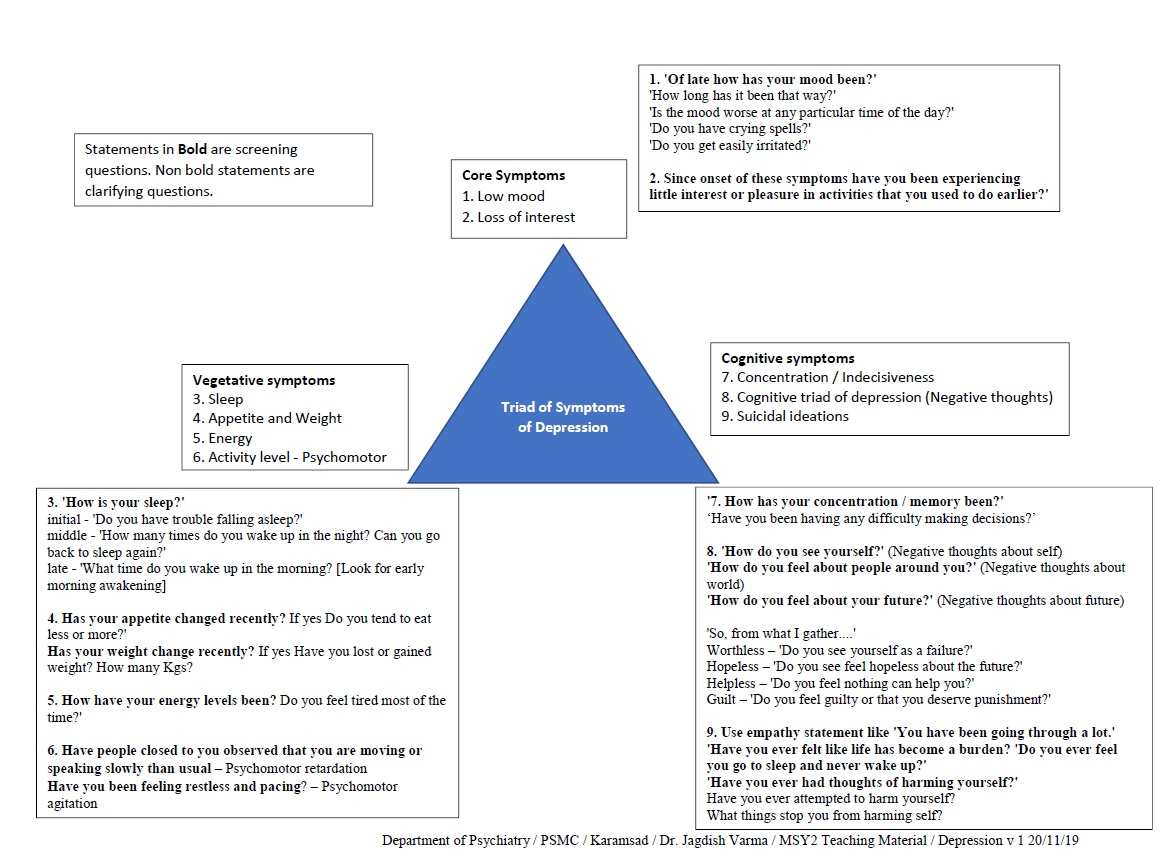 1. 'Of late how has your mood been?'
'How long has it been that way?'
'Is the mood worse at any particular time of the day?'
'Do you have crying spells?'
'Do you get easily irritated?'
2. Since onset of these symptoms have you been experiencing
little interest or pleasure in activities that you used to do earlier?'
Statements in Bold are screening
questions. Non bold statements are
clarifying questions.
Core Symptoms
1. Low mood
2. Loss of interest
Vegetative symptoms
3. Sleep
4. Appetite and Weight
5. Energy
6. Activity level - Psychomotor
Triad of Symptoms
of Depression
Cognitive symptoms
7. Concentration / Indecisiveness
8. Cognitive triad of depression (Negative thoughts)
9. Suicidal ideations
3. 'How is your sleep?'
initial - 'Do you have trouble falling asleep?'
middle - 'How many times do you wake up in the night? Can you go
back to sleep again?'
late - 'What time do you wake up in the morning? [Look for early
morning awakening]
4. Has your appetite changed recently? If yes Do you tend to eat
less or more?'
Has your weight change recently? If yes Have you lost or gained
weight? How many Kgs?
5. How have your energy levels been? Do you feel tired most of the
time?'
6. Have people closed to you observed that you are moving or
speaking slowly than usual – Psychomotor retardation
Have you been feeling restless and pacing? – Psychomotor
agitation
'7. How has your concentration / memory been?'
‘Have you been having any difficulty making decisions?’
8. 'How do you see yourself?' (Negative thoughts about self)
'How do you feel about people around you?' (Negative thoughts about
world)
'How do you feel about your future?' (Negative thoughts about future)
'So, from what I gather....'
Worthless – 'Do you see yourself as a failure?'
Hopeless – 'Do you see feel hopeless about the future?'
Helpless – 'Do you feel nothing can help you?'
Guilt – 'Do you feel guilty or that you deserve punishment?'
9. Use empathy statement like 'You have been going through a lot.'
'Have you ever felt like life has become a burden? 'Do you ever feel
you go to sleep and never wake up?'
'Have you ever had thoughts of harming yourself?'
Have you ever attempted to harm yourself?
What things stop you from harming self?
Department of Psychiatry / PSMC / Karamsad / Dr. Jagdish Varma / MSY2 Teaching Material / Depression v 1 20/11/19